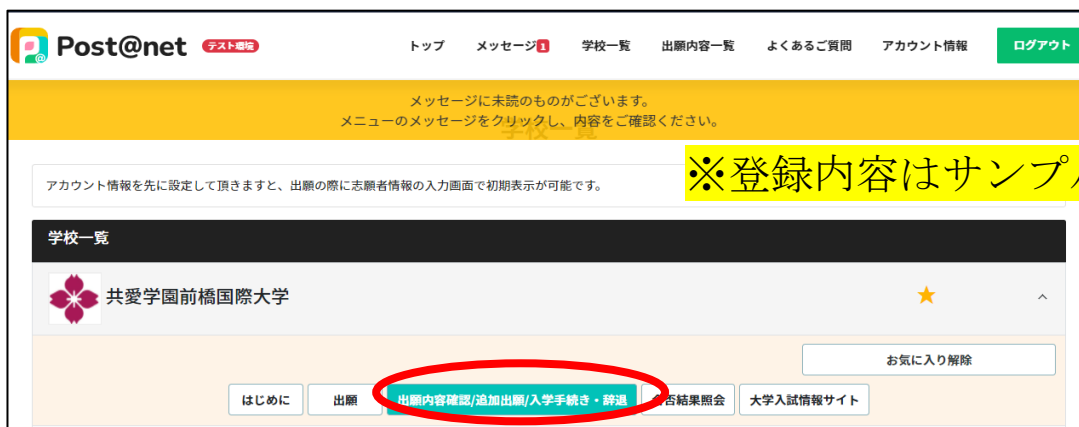 Post@net テスト環境 トップ メッセージ1 学校一覧 出願内容一覧 よくあるご質問 アカウント情報 ログアウト
メッセージに未読のものがございます。
メニューのメッセージをクリックし、内容をご確認ください。
学校一覧
アカウント情報を先に設定して頂きますと、出願の際に志願者情報の入力画面で初期表示が可能です。
※登録内容はサンプ
学校一覧
共愛学園前橋国際大学
お気に入り解除
はじめに 出願 出願内容確認/追加出願/入学手続き・辞退 否結果照会 大学入試情報サイト